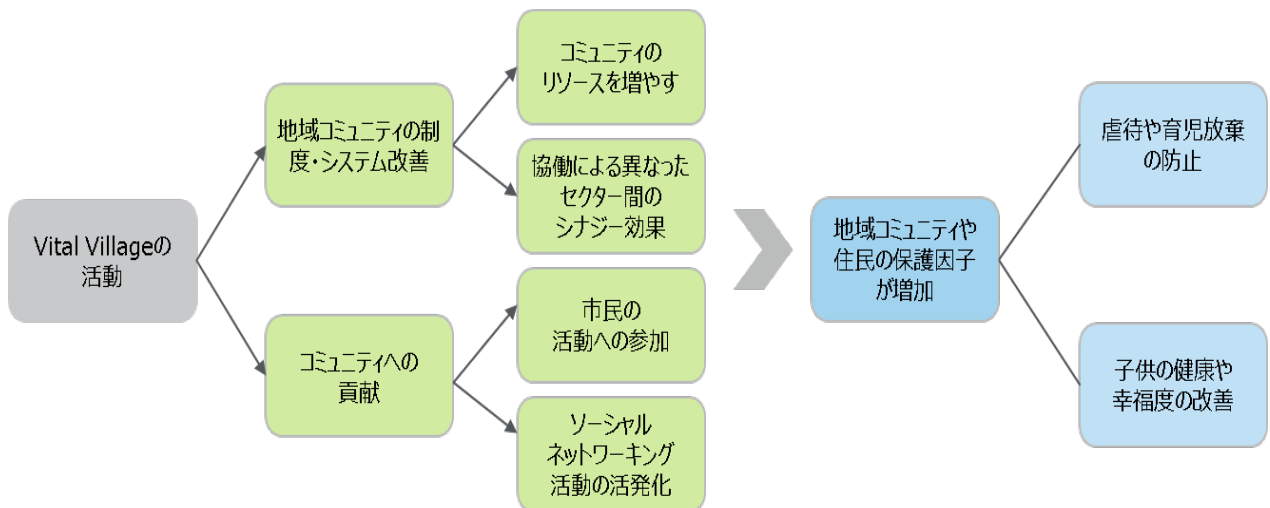 Vital Villageの
活動
地域コミュニティの制
度・システム改善
コミュニティへの
貢献
コミュニティの
リソースを増やす
協働による異なった
セクター間の
シナジー効果
市民の
活動への参加
ソーシャル
ネットワーキング
活動の活発化
地域コミュニティや
住民の保護因子
が増加
虐待や育児放棄
の防止
子供の健康や
幸福度の改善